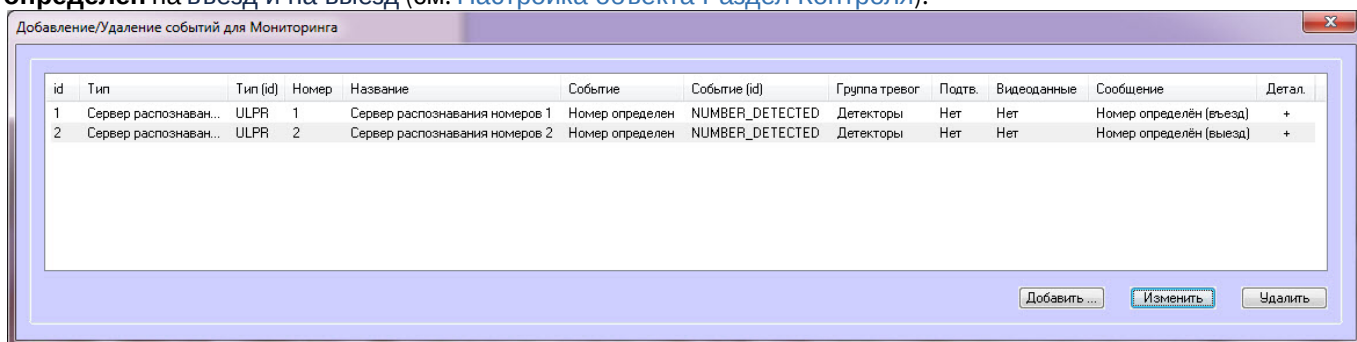 определен на въезд и на выезд (см. Настройка объекта Раздел Контроля).
Добавление/Удаление событий для Мониторинга
id Тип Тип (id) Номер Название Событие Событие (id) Группа тревог Подтв. Видеоданные Сообщение Детал.
1 Сервер распознаван... ULPR 1 Сервер распознавания номеров 1 Номер определен NUMBER_DETECTED Детекторы Нет Нет Номер определён (въезд) +
2 Сервер распознаван... ULPR 2 Сервер распознавания номеров 2 Номер определен NUMBER_DETECTED Детекторы Нет Нет Номер определён (выезд) +
Добавить ... Изменить Удалить